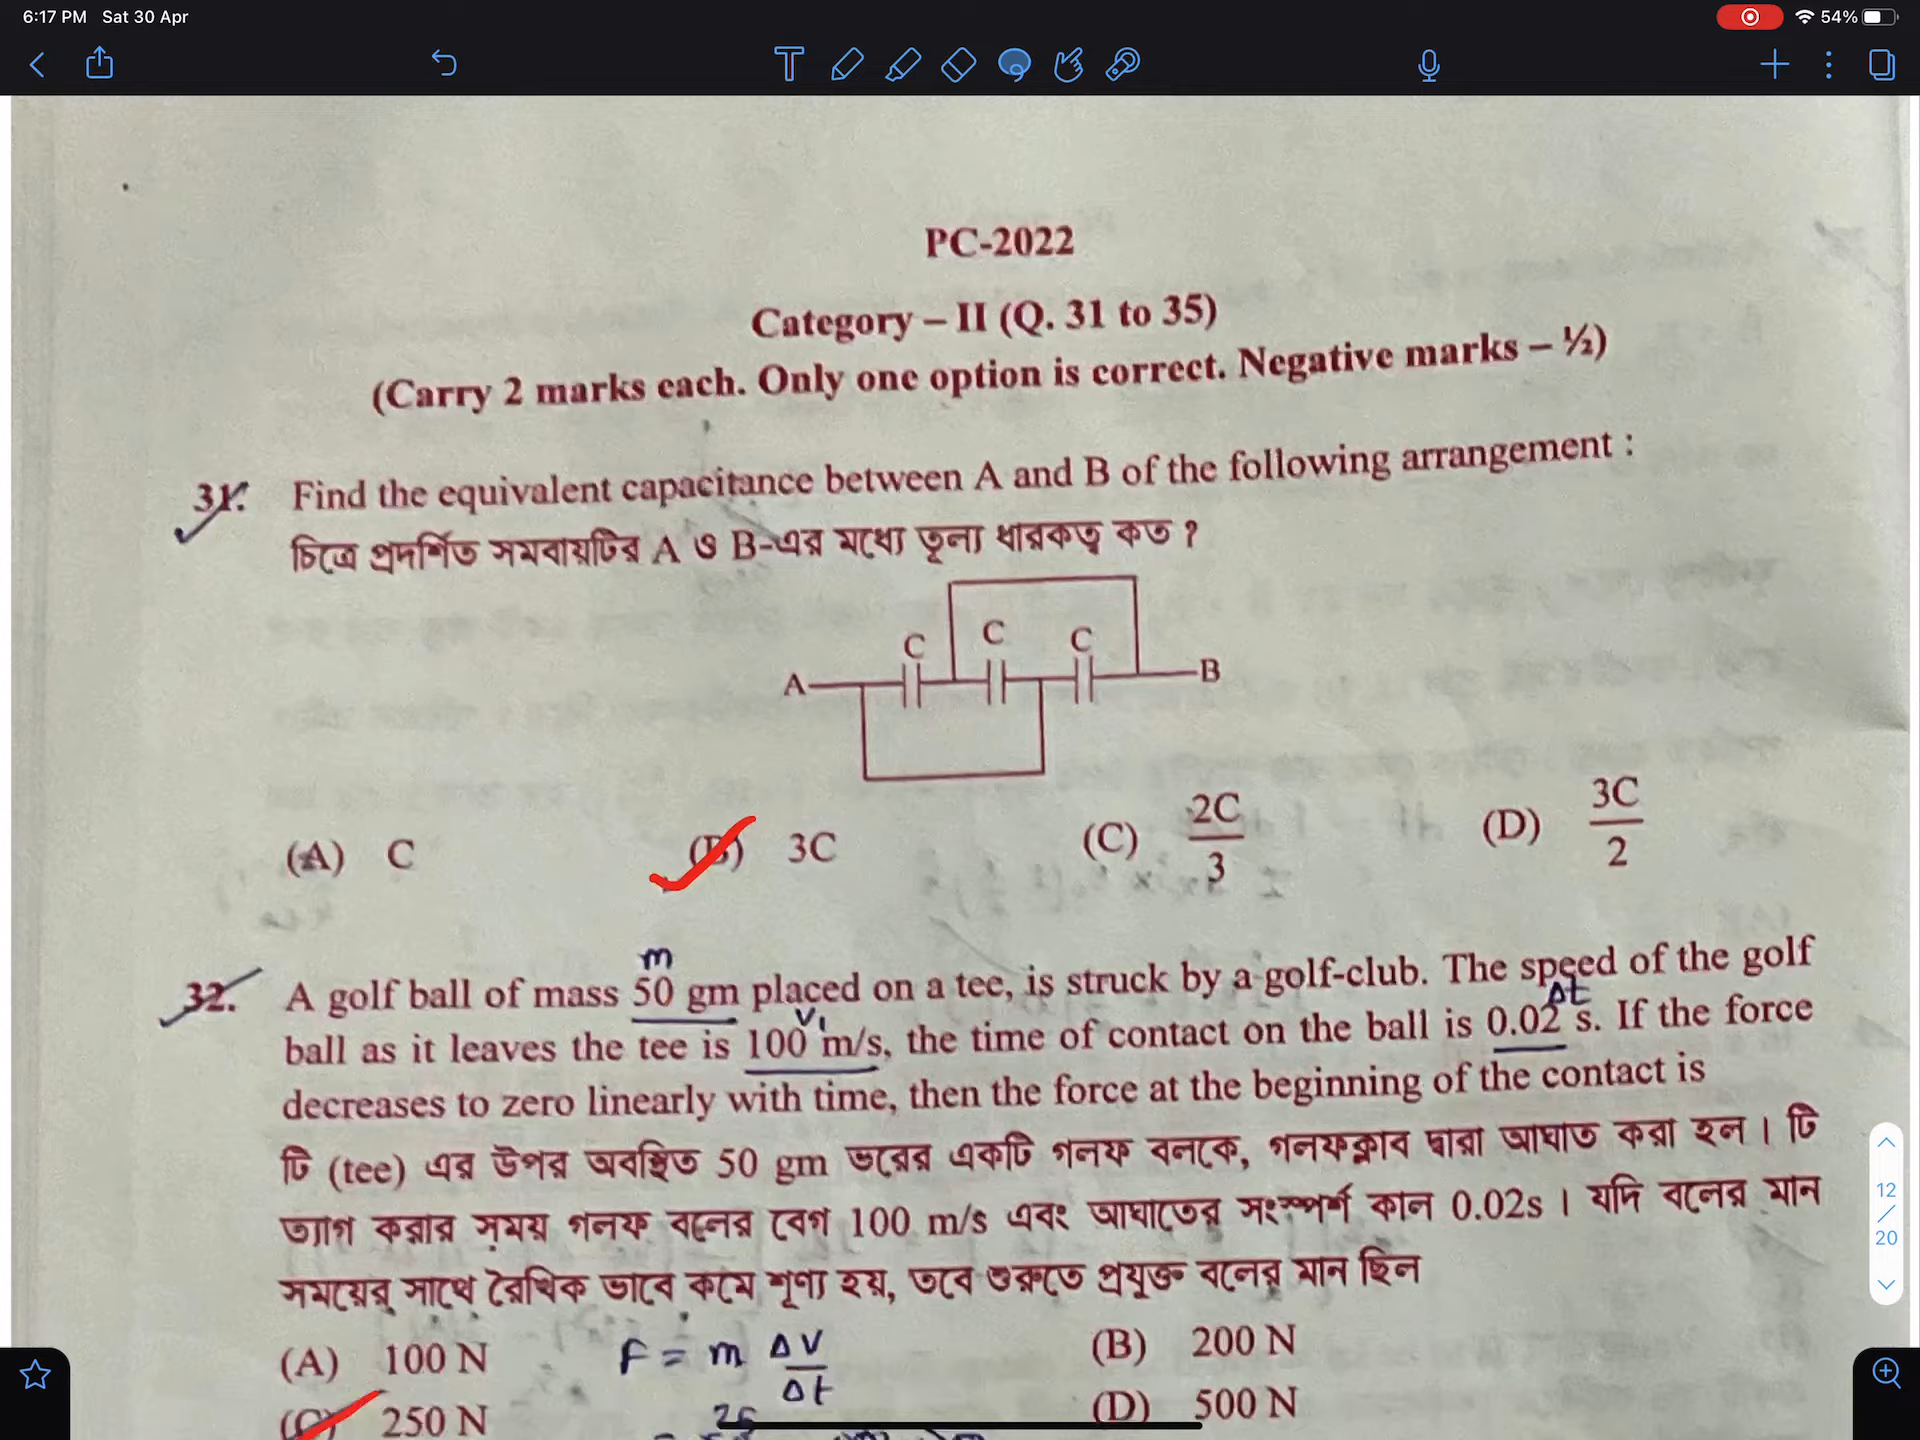 6:17 PM Sat 30 Apr
54%
PC-2022
Category – II (Q. 31 to 35)
(Carry 2 marks each. Only one option is correct. Negative marks – ½)
31. Find the equivalent capacitance between A and B of the following arrangement :
চিত্রে প্রদর্শিত সমবায়টির A ও B-এর মধ্যে তুল্য ধারকত্ব কত ?
C C C
A B
(A) C (B) 3C (C) 2C/3 (D) 3C/2
m
32. A golf ball of mass 50 gm placed on a tee, is struck by a golf-club. The speed of the golf
V₁ Δt
ball as it leaves the tee is 100 m/s, the time of contact on the ball is 0.02 s. If the force
decreases to zero linearly with time, then the force at the beginning of the contact is
টি (tee) এর উপর অবস্থিত 50 gm ভরের একটি গলফ বলকে, গলফক্লাব দ্বারা আঘাত করা হল । টি
ত্যাগ করার সময় গলফ বলের বেগ 100 m/s এবং আঘাতের সংস্পর্শ কাল 0.02s । যদি বলের মান
সময়ের সাথে রৈখিক ভাবে কমে শূণ্য হয়, তবে শুরুতে প্রযুক্ত বলের মান ছিল
(A) 100 N F = m ΔV/Δt (B) 200 N
(C) 250 N (D) 500 N
12
/
20